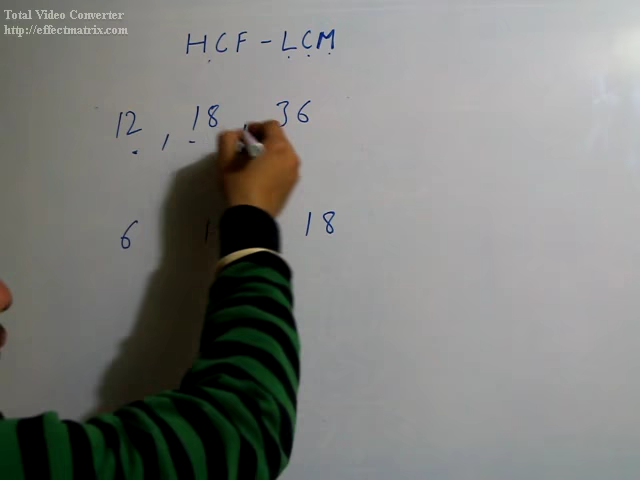 Total Video Converter
http://effectmatrix.com
HCF - LCM
12, 18, 36
6 18